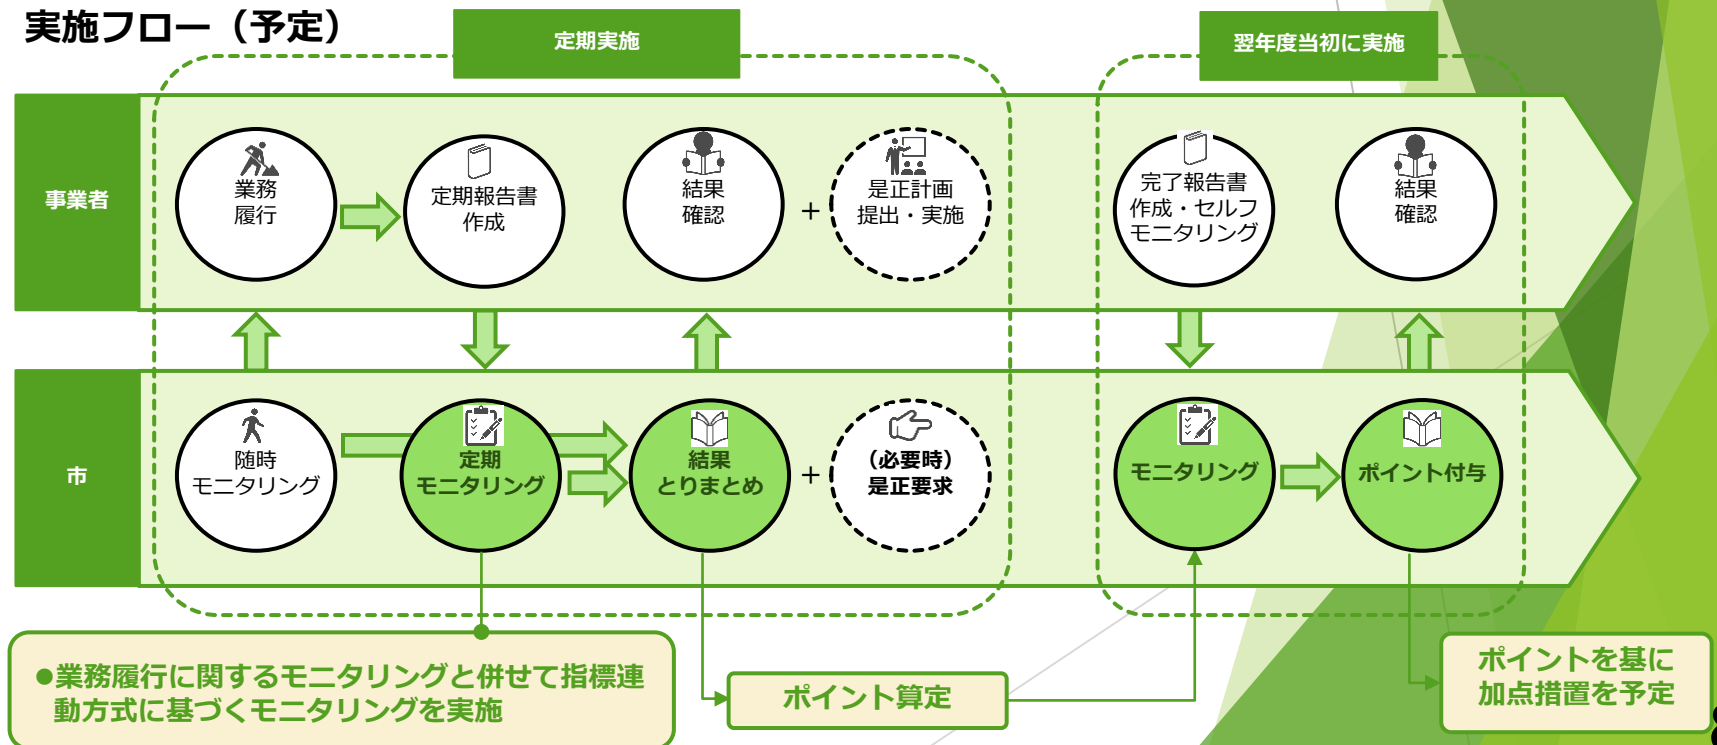 実施フロー（予定）
定期実施
翌年度当初に実施
事業者
業務
履行
定期報告書
作成
結果
確認
+
是正計画
提出・実施
完了報告書
作成・セルフ
モニタリング
結果
確認
市
随時
モニタリング
定期
モニタリング
結果
とりまとめ
+
（必要時）
是正要求
モニタリング
ポイント付与
●業務履行に関するモニタリングと併せて指標連
動方式に基づくモニタリングを実施
ポイント算定
ポイントを基に
加点措置を予定